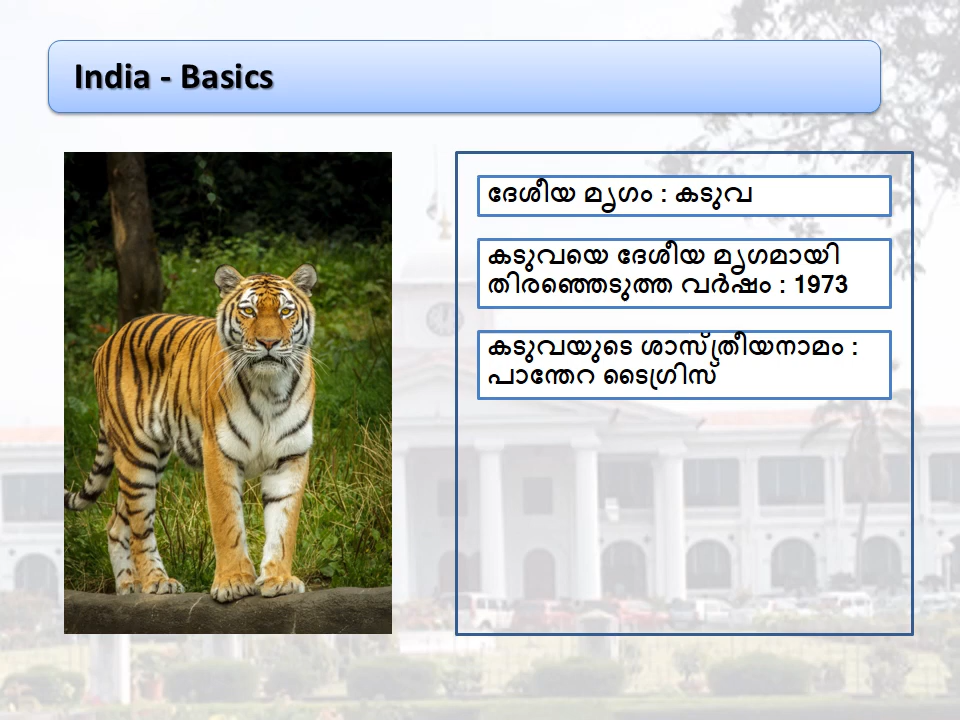 India - Basics
ദേശീയ മൃഗം : കടുവ
കടുവയെ ദേശീയ മൃഗമായി
തിരഞ്ഞെടുത്ത വർഷം : 1973
കടുവയുടെ ശാസ്ത്രീയനാമം :
പാന്തേറ ടൈഗ്രിസ്